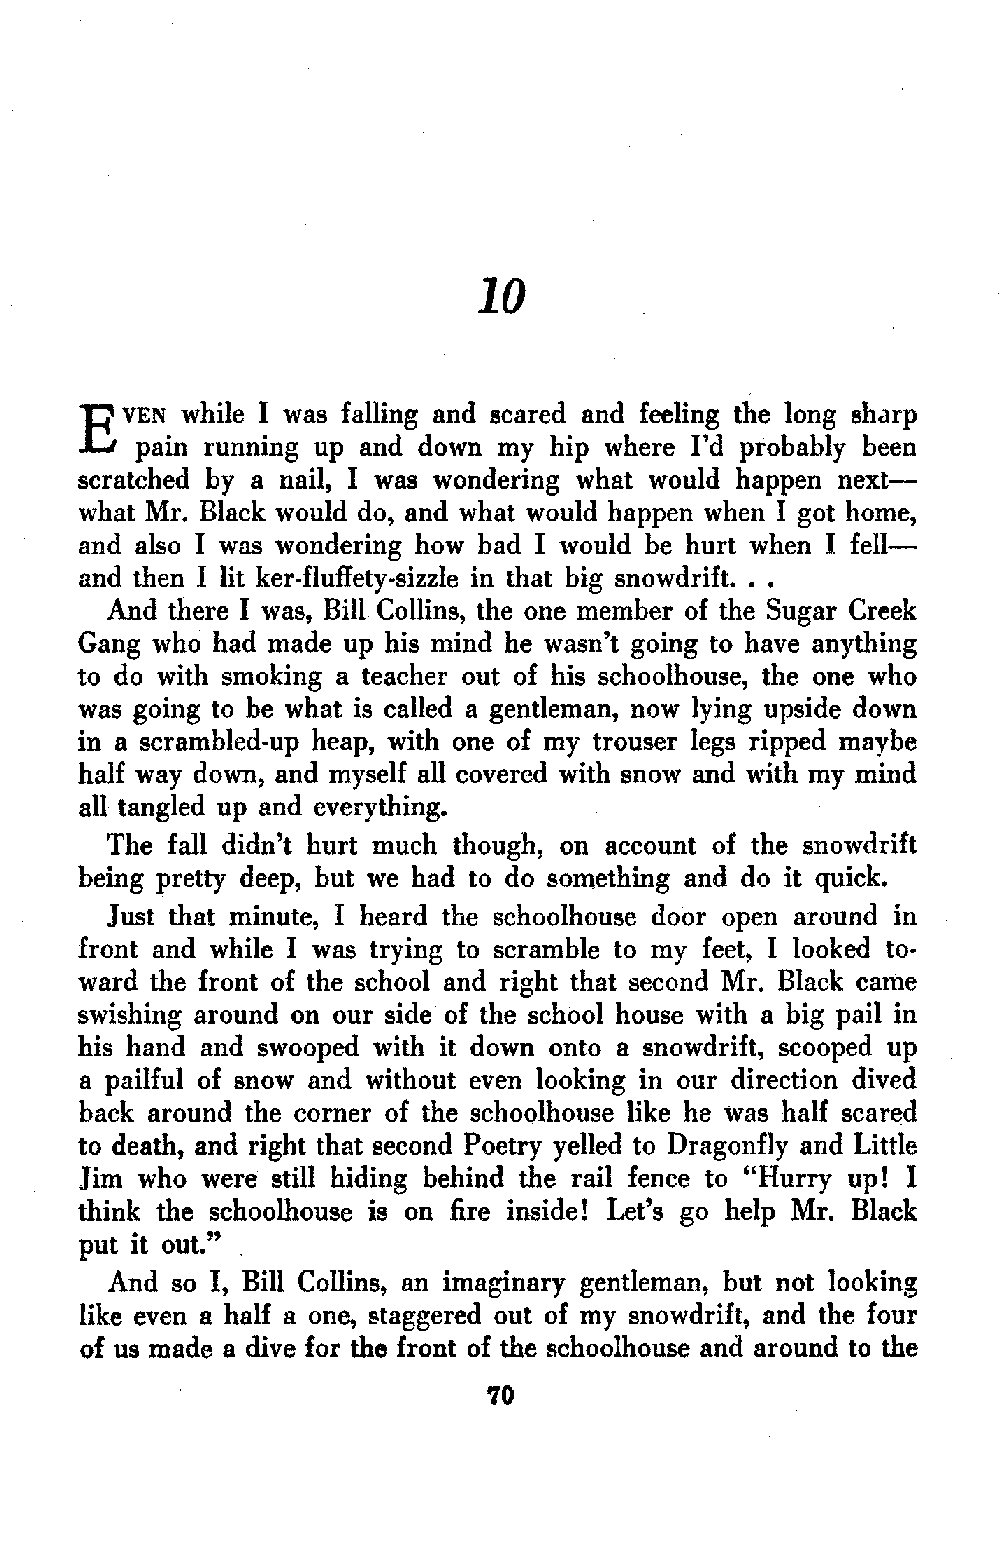 10
EVEN while I was falling and scared and feeling the long sharp
pain running up and down my hip where I'd probably been
scratched by a nail, I was wondering what would happen next—
what Mr. Black would do, and what would happen when I got home,
and also I was wondering how bad I would be hurt when I fell—
and then I lit ker-fluffety-sizzle in that big snowdrift. . .
And there I was, Bill Collins, the one member of the Sugar Creek
Gang who had made up his mind he wasn't going to have anything
to do with smoking a teacher out of his schoolhouse, the one who
was going to be what is called a gentleman, now lying upside down
in a scrambled-up heap, with one of my trouser legs ripped maybe
half way down, and myself all covered with snow and with my mind
all tangled up and everything.
The fall didn't hurt much though, on account of the snowdrift
being pretty deep, but we had to do something and do it quick.
Just that minute, I heard the schoolhouse door open around in
front and while I was trying to scramble to my feet, I looked to-
ward the front of the school and right that second Mr. Black came
swishing around on our side of the school house with a big pail in
his hand and swooped with it down onto a snowdrift, scooped up
a pailful of snow and without even looking in our direction dived
back around the corner of the schoolhouse like he was half scared
to death, and right that second Poetry yelled to Dragonfly and Little
Jim who were still hiding behind the rail fence to "Hurry up! I
think the schoolhouse is on fire inside! Let's go help Mr. Black
put it out."
And so I, Bill Collins, an imaginary gentleman, but not looking
like even a half a one, staggered out of my snowdrift, and the four
of us made a dive for the front of the schoolhouse and around to the
70